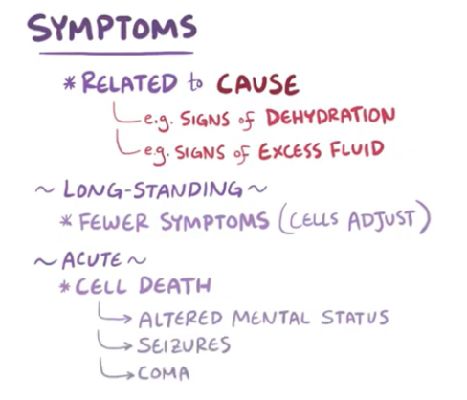 SYMPTOMS
* RELATED to CAUSE
e.g. SIGNS of DEHYDRATION
e.g. SIGNS of EXCESS FLUID
~ LONG-STANDING ~
* FEWER SYMPTOMS (CELLS ADJUST)
~ ACUTE ~
* CELL DEATH
→ ALTERED MENTAL STATUS
→ SEIZURES
→ COMA